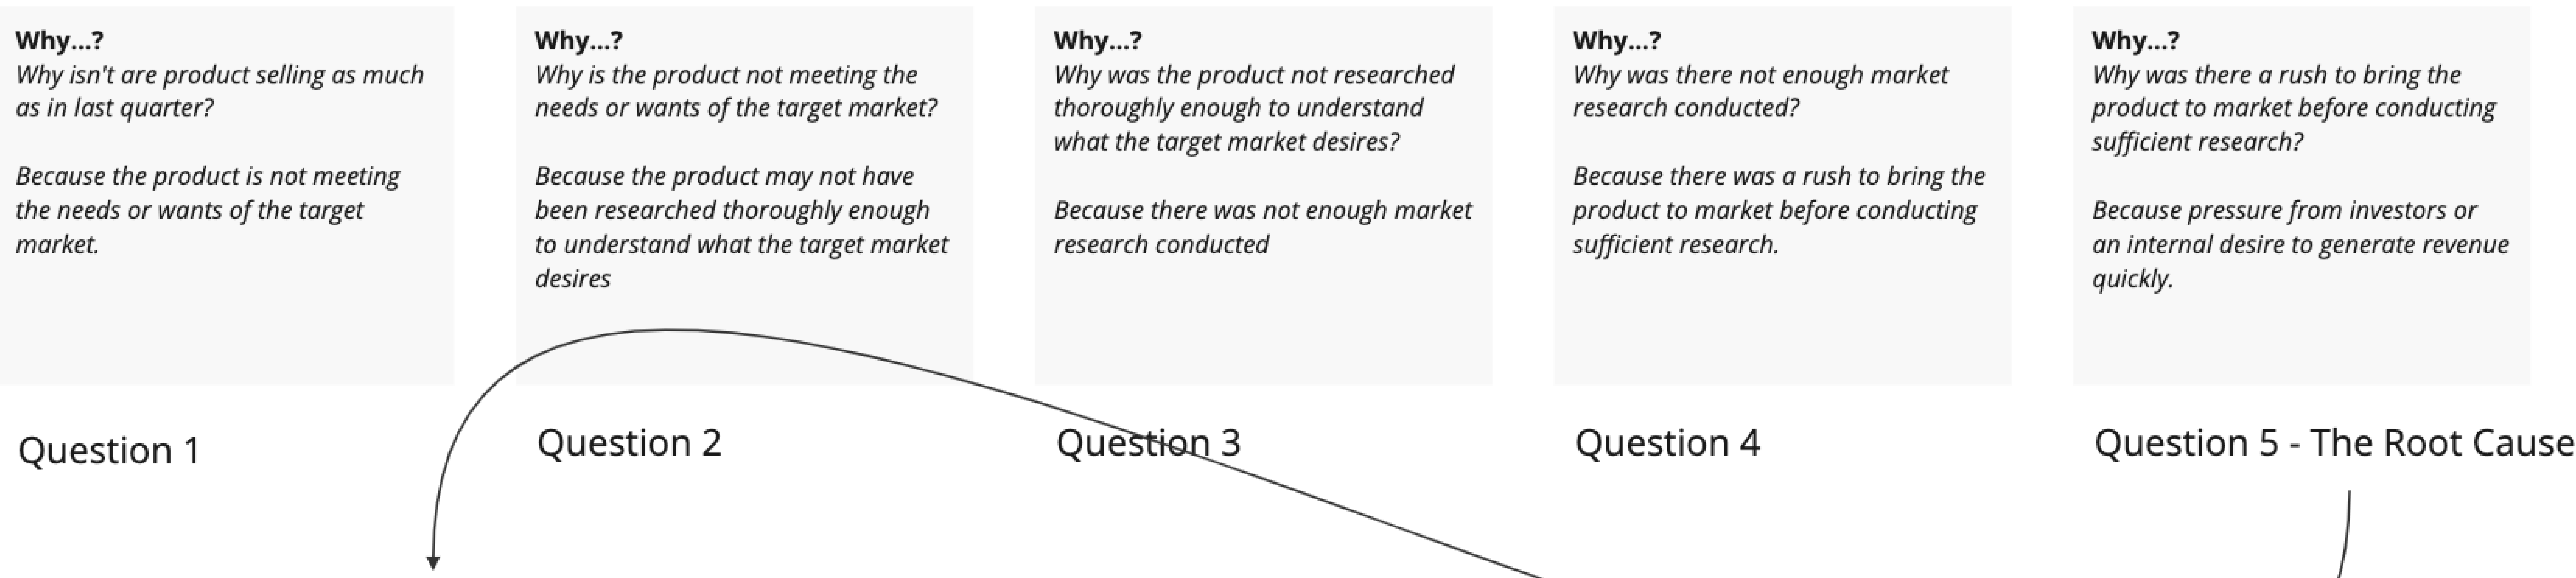 Why...?
Why isn't are product selling as much
as in last quarter?
Because the product is not meeting
the needs or wants of the target
market.
Question 1
Why...?
Why is the product not meeting the
needs or wants of the target market?
Because the product may not have
been researched thoroughly enough
to understand what the target market
desires
Question 2
Why...?
Why was the product not researched
thoroughly enough to understand
what the target market desires?
Because there was not enough market
research conducted
Question 3
Why...?
Why was there not enough market
research conducted?
Because there was a rush to bring the
product to market before conducting
sufficient research.
Question 4
Why...?
Why was there a rush to bring the
product to market before conducting
sufficient research?
Because pressure from investors or
an internal desire to generate revenue
quickly.
Question 5 - The Root Cause